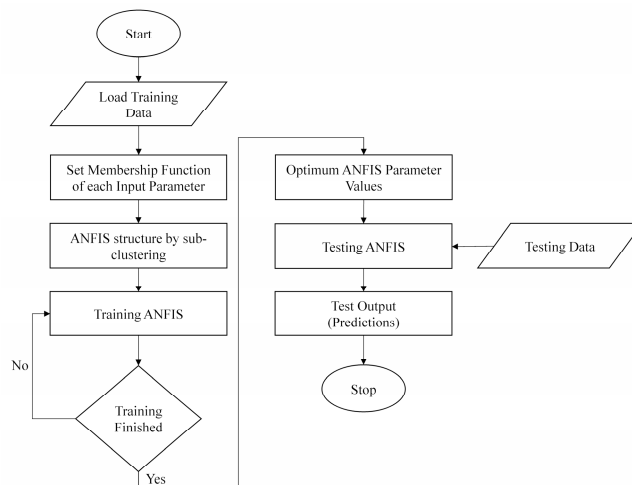 Start
Load Training
Data
Set Membership Function
of each Input Parameter
ANFIS structure by sub-
clustering
Training ANFIS
No
Training
Finished
Yes
Optimum ANFIS Parameter
Values
Testing ANFIS
Testing Data
Test Output
(Predictions)
Stop